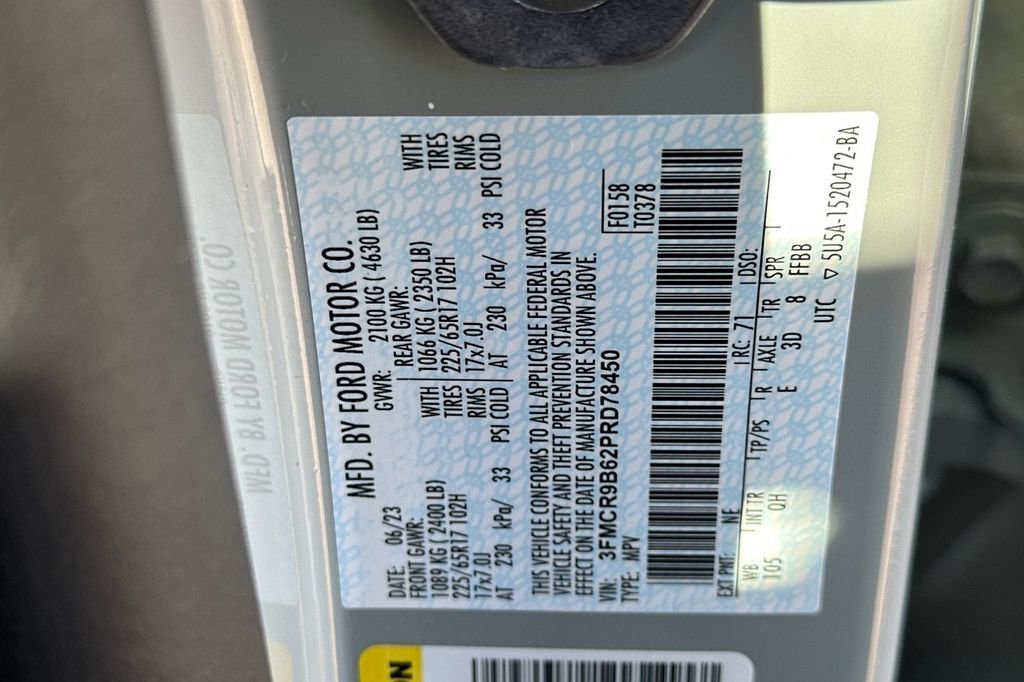 MFD. BY FORD MOTOR CO.
DATE: 06/23 GVWR: 2100 KG ( 4630 LB)
FRONT GAWR: REAR GAWR:
1089 KG ( 2400 LB) WITH 1066 KG ( 2350 LB) WITH
225/65R17 102H TIRES 225/65R17 102H TIRES
17x7.0J RIMS 17x7.0J RIMS
AT 230 kPa/ 33 PSI COLD AT 230 kPa/ 33 PSI COLD
THIS VEHICLE CONFORMS TO ALL APPLICABLE FEDERAL MOTOR
VEHICLE SAFETY AND THEFT PREVENTION STANDARDS IN
EFFECT ON THE DATE OF MANUFACTURE SHOWN ABOVE.
VIN: 3FMCR9B62PRD78450 F0158
TYPE: MPV T0378
EXT PNT: NE RC: 71 DSO:
WB INT TR TP/PS R AXLE TR SPR
105 QH E 3D 8 FFBB
UTC ▽ 5U5A-1520472-BA